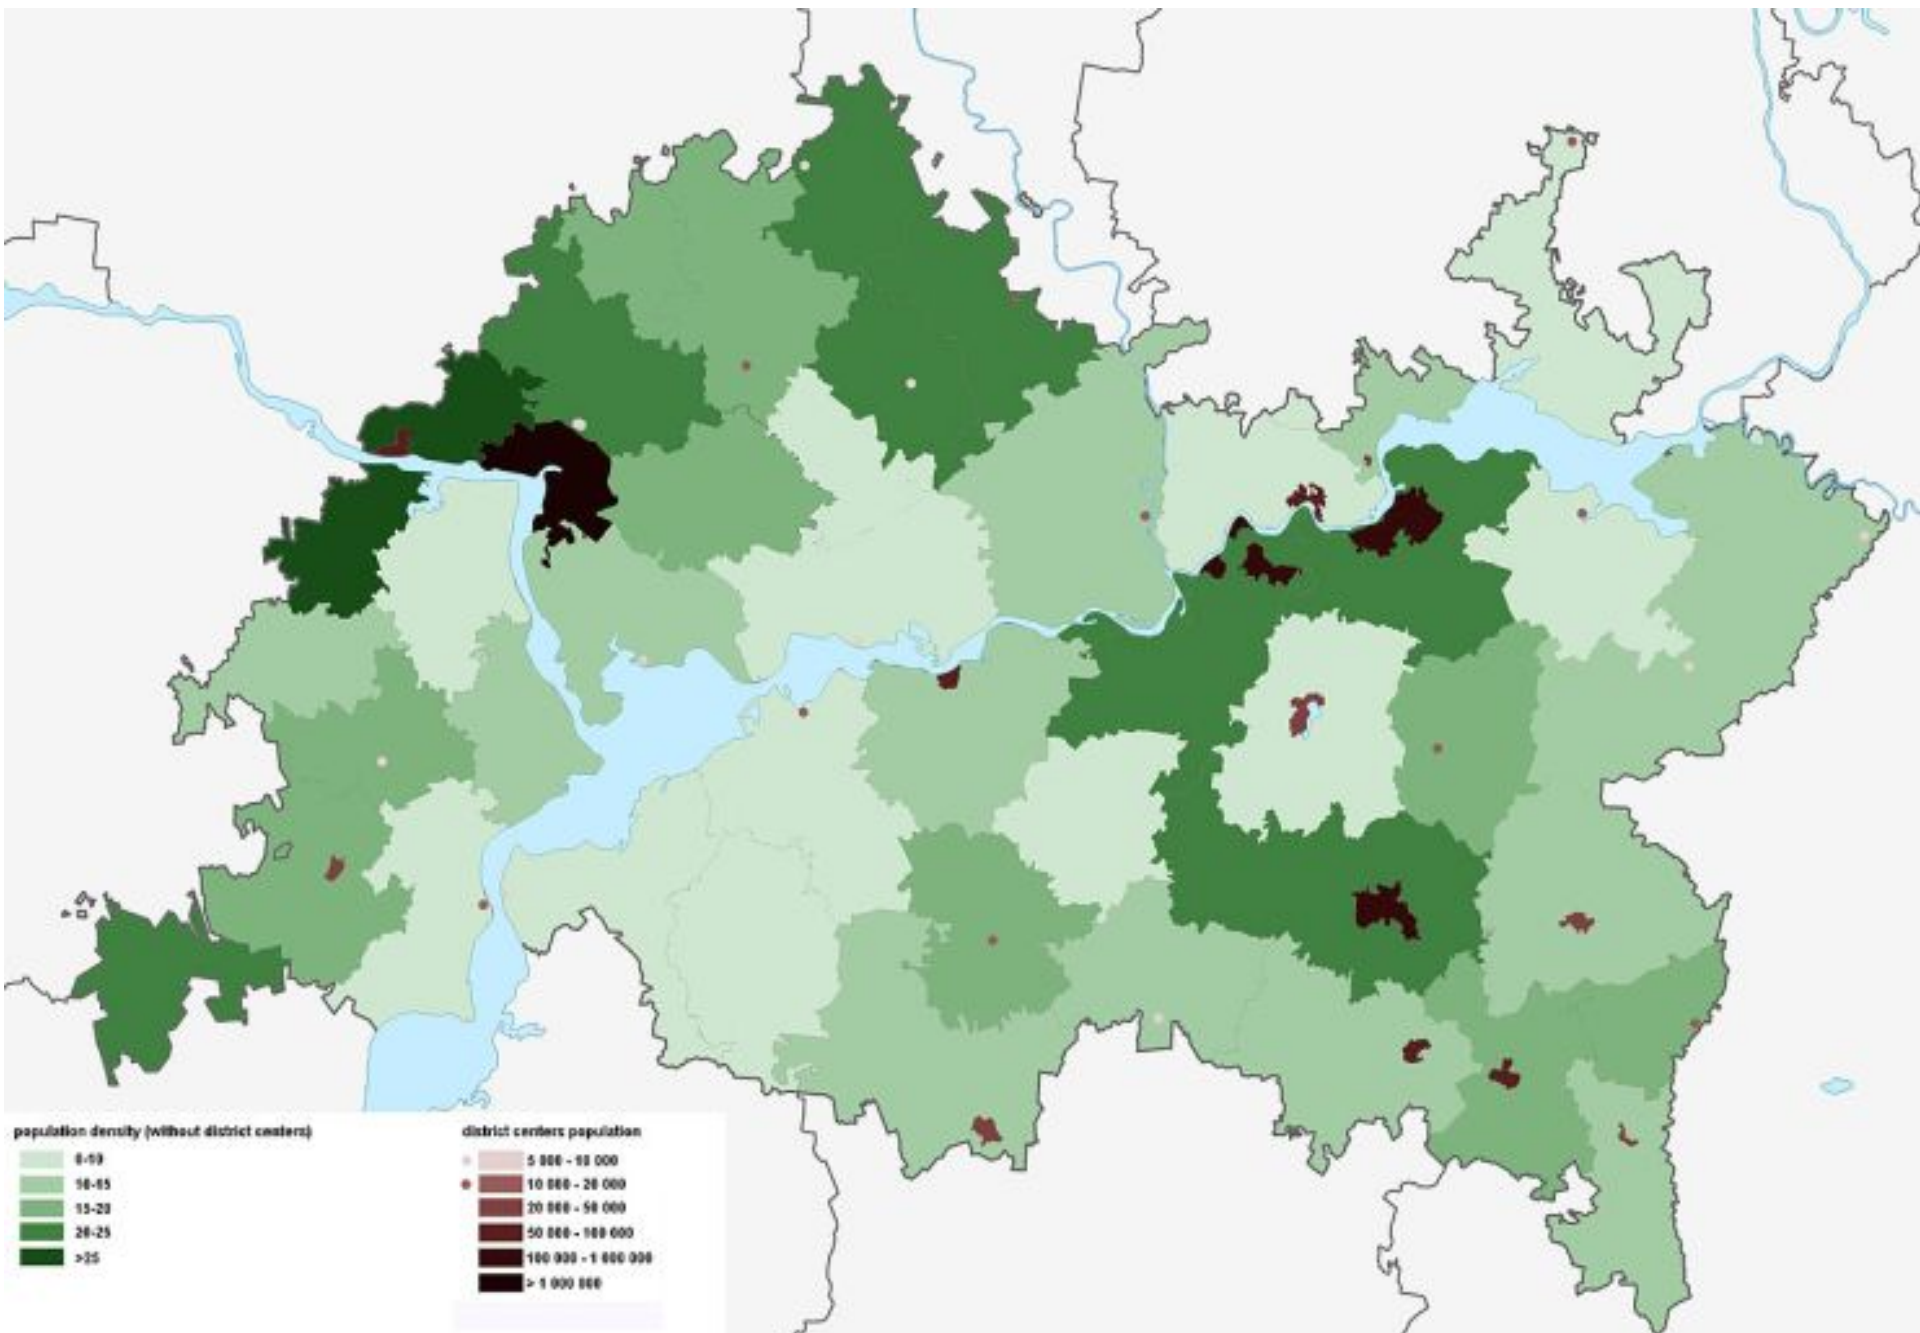 population density (without district centers)
0-10
10-15
15-20
20-25
>25
district centers population
5 000 - 10 000
10 000 - 20 000
20 000 - 50 000
50 000 - 100 000
100 000 - 1 000 000
> 1 000 000